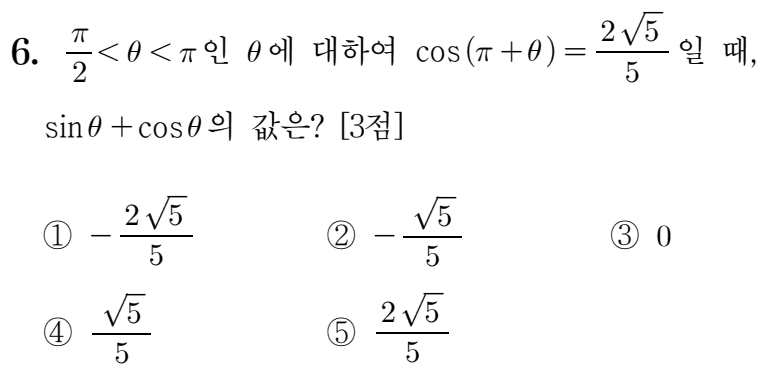 6. π/2 < θ < π 인 θ에 대하여 cos(π+θ) = 2√5/5 일 때,
sinθ + cosθ의 값은? [3점]
① -2√5/5 ② -√5/5 ③ 0
④ √5/5 ⑤ 2√5/5